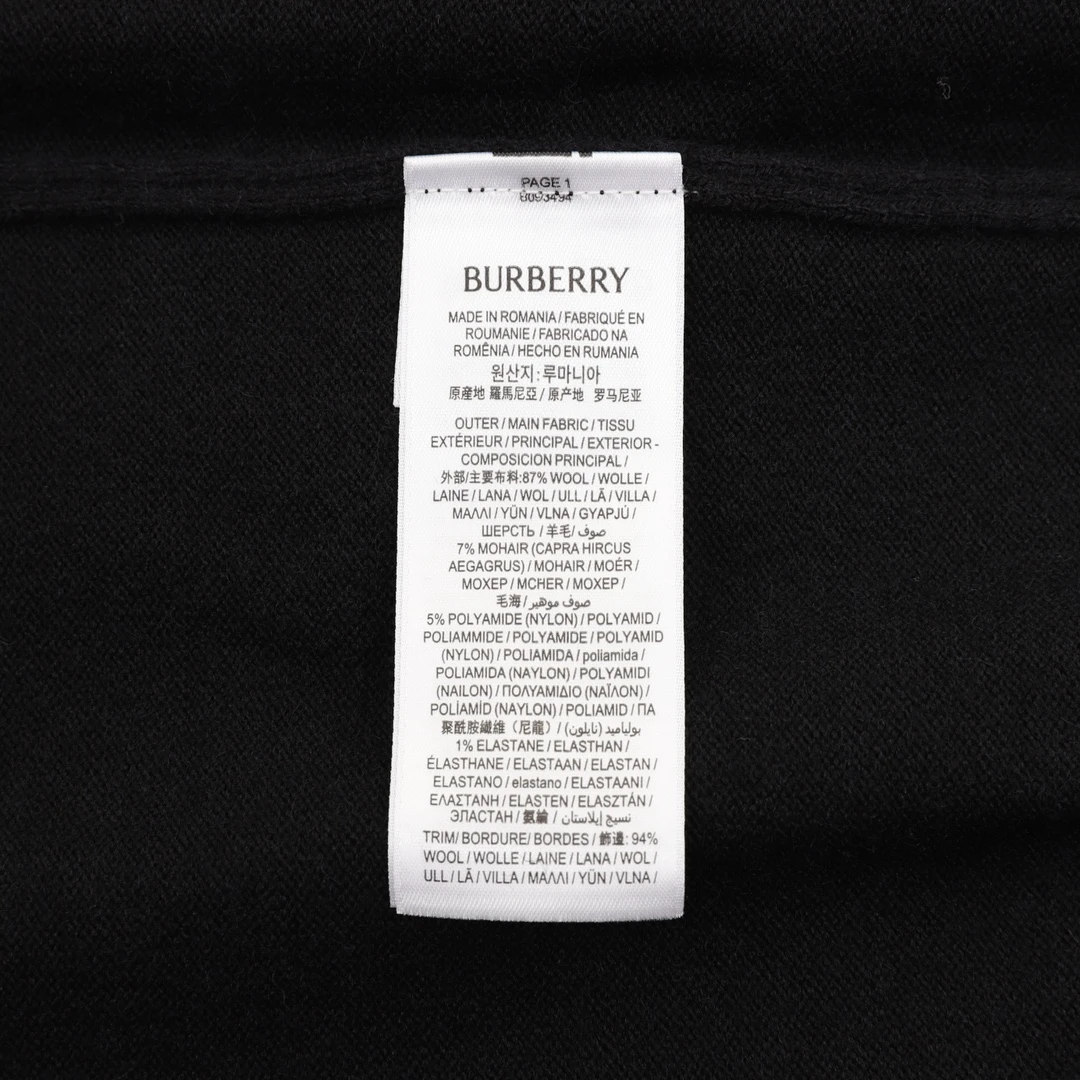 PAGE 1
8093494
BURBERRY
MADE IN ROMANIA / FABRIQUÉ EN
ROUMANIE / FABRICADO NA
ROMÊNIA / HECHO EN RUMANIA
원산지 : 루마니아
原産地 羅馬尼亞 / 原产地 罗马尼亚
OUTER / MAIN FABRIC / TISSU
EXTÉRIEUR / PRINCIPAL / EXTERIOR -
COMPOSICION PRINCIPAL /
外部/主要布料:87% WOOL / WOLLE /
LAINE / LANA / WOL / ULL / LÃ / VILLA /
ΜΑΛΛΙ / YÜN / VLNA / GYAPJÚ /
ШЕРСТЬ / 羊毛/ صوف
7% MOHAIR (CAPRA HIRCUS
AEGAGRUS) / MOHAIR / MOÉR /
MOXEP / MCHER / MOXEP /
毛海 / صوف موهير
5% POLYAMIDE (NYLON) / POLYAMID /
POLIAMMIDE / POLYAMIDE / POLYAMID
(NYLON) / POLIAMIDA / poliamida /
POLIAMIDA (NAYLON) / POLYAMIDI
(NAILON) / ΠΟΛΥΑΜΙΔΙΟ (ΝΑΪΛΟΝ) /
POLİAMİD (NAYLON) / POLIAMID / ПА
聚酰胺纖維（尼龍）/ بولياميد (نايلون)
1% ELASTANE / ELASTHAN /
ÉLASTHANE / ELASTAAN / ELASTAN /
ELASTANO / elastano / ELASTAANI /
ΕΛΑΣΤΑΝΗ / ELASTEN / ELASZTÁN /
ЭЛАСТАН / 氨綸 / نسيج إيلاستان
TRIM/ BORDURE/ BORDES / 飾邊: 94%
WOOL / WOLLE / LAINE / LANA / WOL /
ULL / LÃ / VILLA / ΜΑΛΛΙ / YÜN / VLNA /